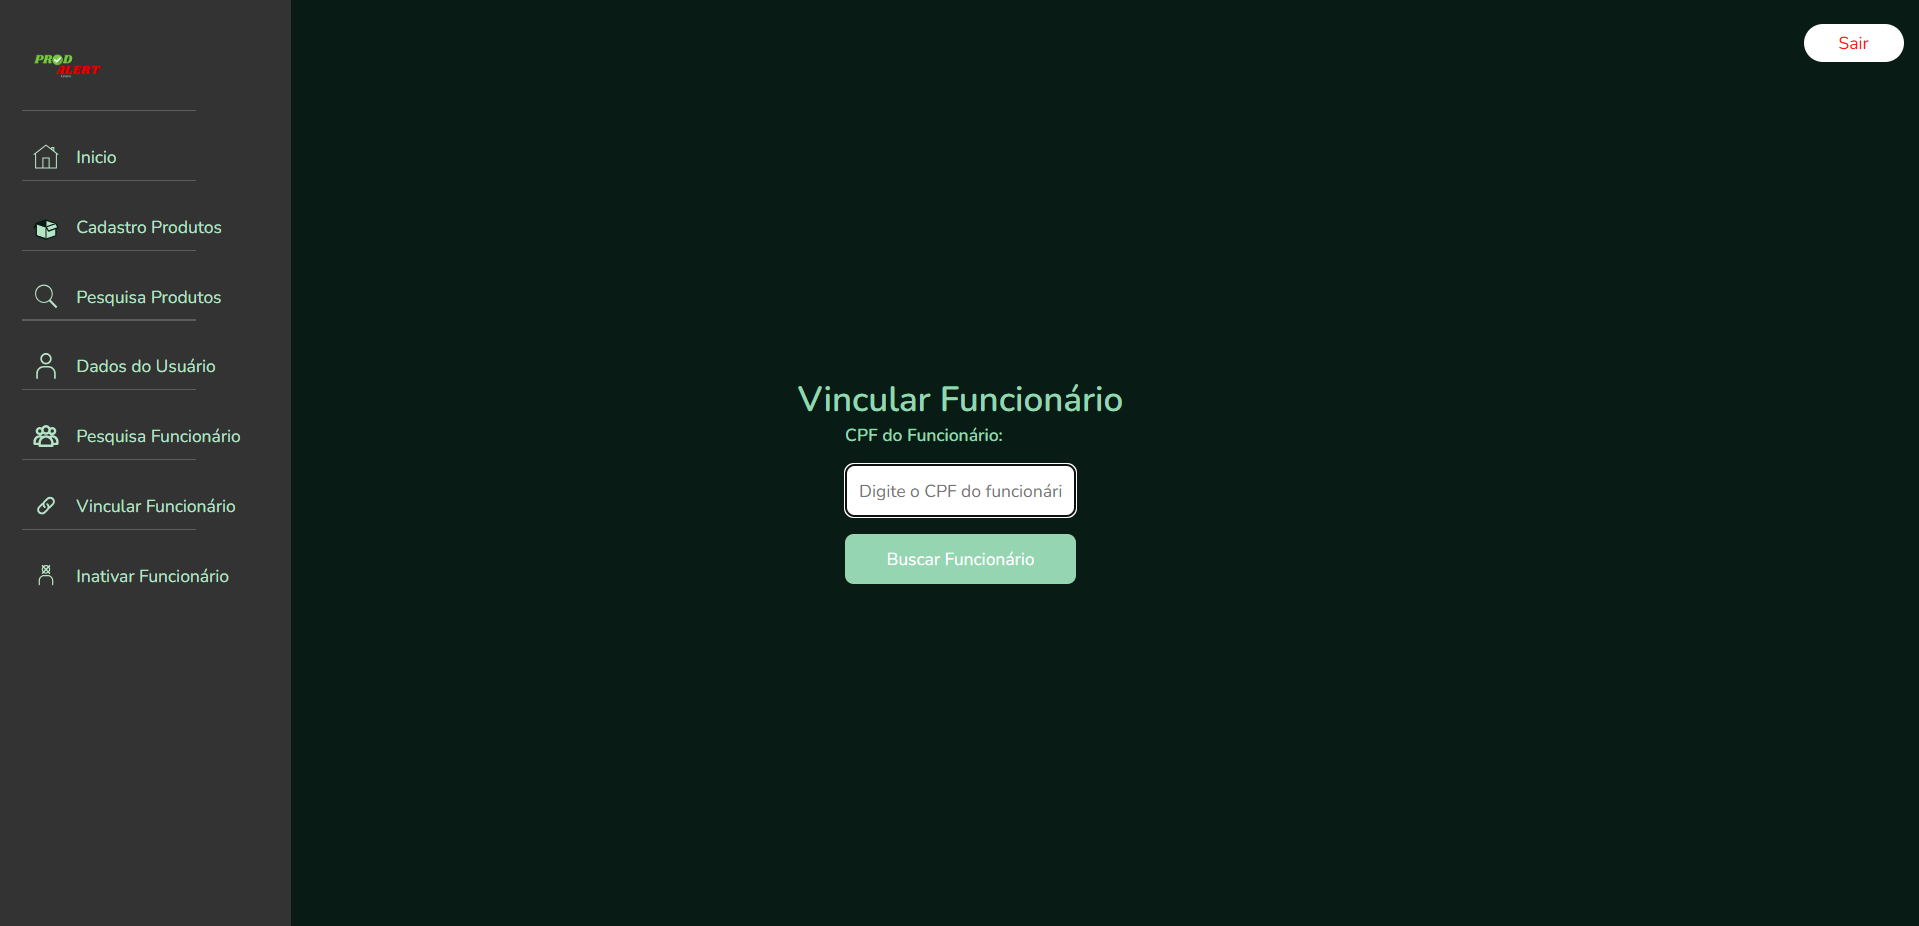 PROD
ALERT
Sair
Inicio
Cadastro Produtos
Pesquisa Produtos
Dados do Usuário
Pesquisa Funcionário
Vincular Funcionário
Inativar Funcionário
Vincular Funcionário
CPF do Funcionário:
Digite o CPF do funcionári
Buscar Funcionário